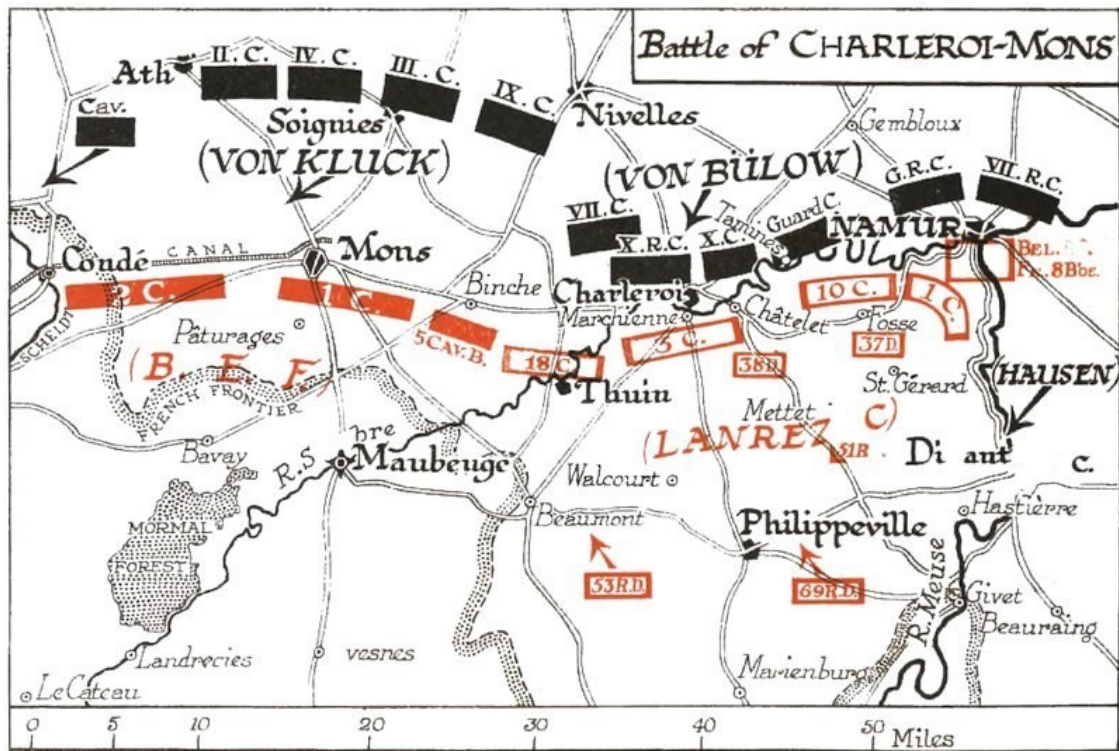 Battle of CHARLEROI-MONS
Ath
II. C.
IV. C.
III. C.
IX. C.
Cav.
Soignies
Nivelles
Gembloux
(VON KLUCK)
(VON BÜLOW)
G.R.C.
VII. R.C.
VII. C.
X.R.C.
X.C.
Tamines
Guard C.
NAMUR
BEL.
FR. 8 Bde.
Condé
CANAL
Mons
2 C.
1 C.
Binche
Charleroi
Marchienne
Châtelet
10 C.
1 C.
Fosse
SCHELDT
Pâturages
5 CAV. B.
18 C.
3 C.
38 D.
37 D.
(B. E. F.)
Thuin
St. Gérard
HAUSEN)
FRENCH FRONTIER
Mettet
(LANREZ C)
51 R
Di ant
C.
Bavay
R. S bre
Maubeuge
Walcourt
Beaumont
Philippeville
Hastière
MORMAL
FOREST
53 R.D.
69 R.D.
R. Meuse
Givet
Beauraing
Landrecies
vesnes
Marienburg
Le Cateau
0 5 10 20 30 40 50 Miles